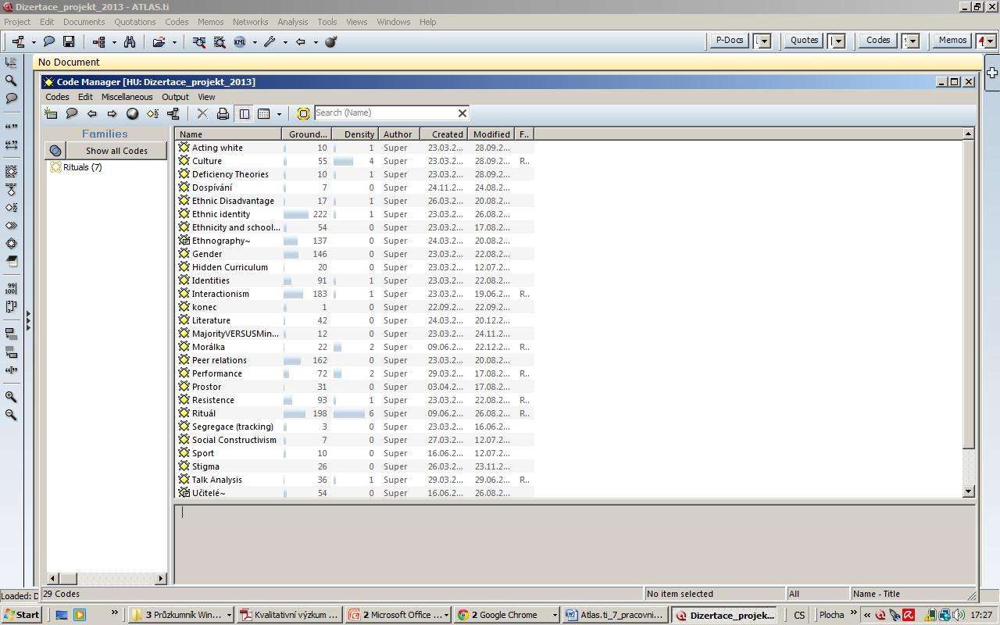 Dizertace_projekt_2013 - ATLAS.ti
Project Edit Documents Quotations Codes Memos Networks Analysis Tools Views Windows Help
XML P-Docs Quotes Codes Memos
No Document
Code Manager [HU: Dizertace_projekt_2013]
Codes Edit Miscellaneous Output View
Search (Name)
Families
Show all Codes
Rituals (7)
Name Ground... Density Author Created Modified F..
Acting white 10 1 Super 23.03.2... 28.09.2...
Culture 55 4 Super 23.03.2... 28.09.2... R..
Deficiency Theories 10 1 Super 23.03.2... 28.09.2...
Dospívání 7 0 Super 24.11.2... 24.08.2...
Ethnic Disadvantage 17 1 Super 26.03.2... 20.08.2...
Ethnic identity 222 1 Super 23.03.2... 26.08.2...
Ethnicity and school... 54 0 Super 23.03.2... 17.08.2...
Ethnography~ 137 0 Super 24.03.2... 20.08.2...
Gender 146 0 Super 23.03.2... 22.08.2...
Hidden Curriculum 20 0 Super 23.03.2... 12.07.2...
Identities 91 1 Super 23.03.2... 22.08.2...
Interactionism 183 1 Super 23.03.2... 19.06.2... R..
konec 1 0 Super 22.09.2... 22.09.2...
Literature 42 0 Super 24.03.2... 20.12.2...
MajorityVERSUSMin... 12 0 Super 23.03.2... 24.11.2...
Morálka 22 2 Super 09.06.2... 22.12.2... R..
Peer relations 162 0 Super 23.03.2... 20.08.2...
Performance 72 2 Super 29.03.2... 17.08.2... R..
Prostor 31 0 Super 03.04.2... 17.08.2...
Resistence 93 1 Super 23.03.2... 22.08.2... R..
Rituál 198 6 Super 09.06.2... 26.08.2... R..
Segregace (tracking) 3 0 Super 23.03.2... 16.06.2...
Social Constructivism 7 0 Super 27.03.2... 12.07.2...
Sport 10 0 Super 16.06.2... 12.07.2...
Stigma 26 0 Super 26.03.2... 23.11.2...
Talk Analysis 36 1 Super 29.03.2... 29.06.2... R..
Učitelé~ 54 0 Super 16.06.2... 26.08.2...
Loaded: D
29 Codes No item selected All Name - Title
Start » 3 Průzkumník Win... Kvalitativní výzkum ... 2 Microsoft Office ... 2 Google Chrome Atlas.ti_7_pracovni... Dizertace_projek... CS Plocha » « 17:27